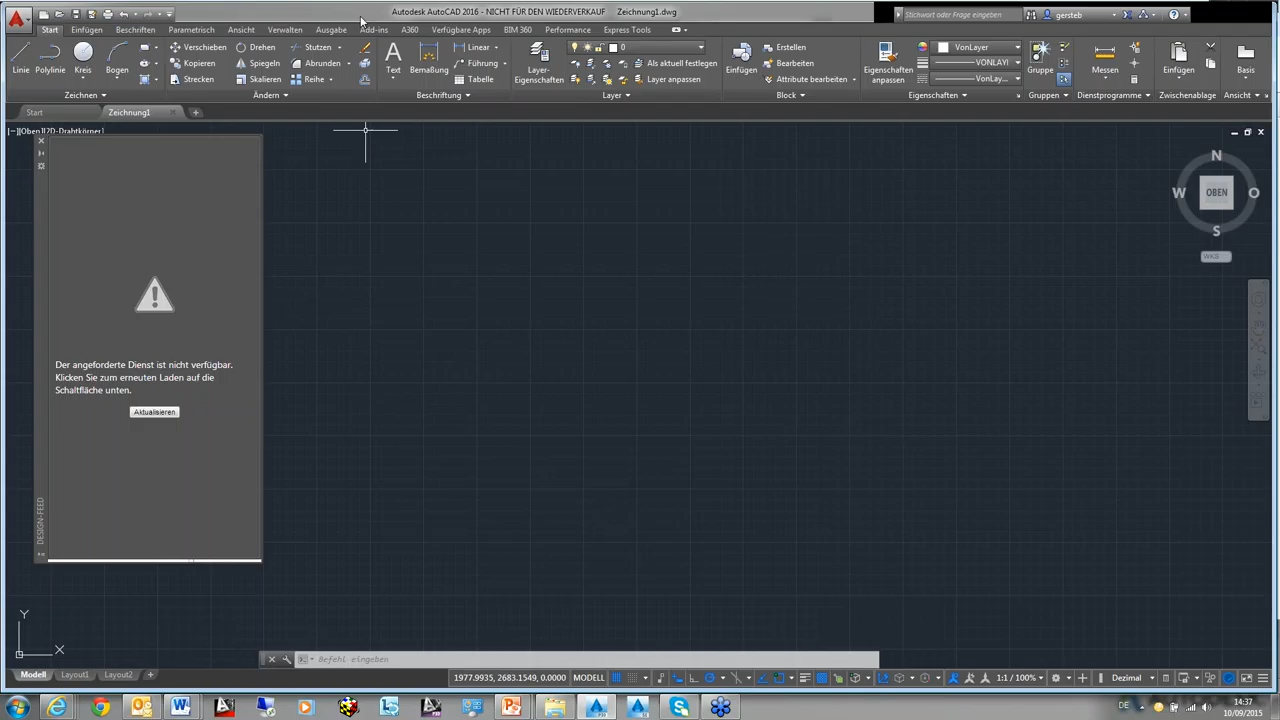 Autodesk AutoCAD 2016 - NICHT FÜR DEN WIEDERVERKAUF Zeichnung1.dwg
Stichwort oder Frage eingeben
gersteb
Start Einfügen Beschriften Parametrisch Ansicht Verwalten Ausgabe Add-ins A360 Verfügbare Apps BIM 360 Performance Express Tools
Linie Polylinie Kreis Bogen
Verschieben Drehen Stutzen
Kopieren Spiegeln Abrunden
Strecken Skalieren Reihe
Text Bemaßung
Linear
Führung
Tabelle
Layer-
Eigenschaften
0
Als aktuell festlegen
Layer anpassen
Einfügen
Erstellen
Bearbeiten
Attribute bearbeiten
Eigenschaften
anpassen
VonLayer
VONLAYI
VonLay...
Gruppe
Messen
Einfügen
Basis
Zeichnen Ändern Beschriftung Layer Block Eigenschaften Gruppen Dienstprogramme Zwischenablage Ansicht
Start Zeichnung1
[−][Oben][2D-Drahtkörper]
N
W OBEN O
S
WKS
Der angeforderte Dienst ist nicht verfügbar.
Klicken Sie zum erneuten Laden auf die
Schaltfläche unten.
Aktualisieren
DESIGN-FEED
Y
X
Befehl eingeben
Modell Layout1 Layout2 +
1977.9935, 2683.1549, 0.0000 MODELL
1:1 / 100%
Dezimal
DE
14:37
10/09/2015